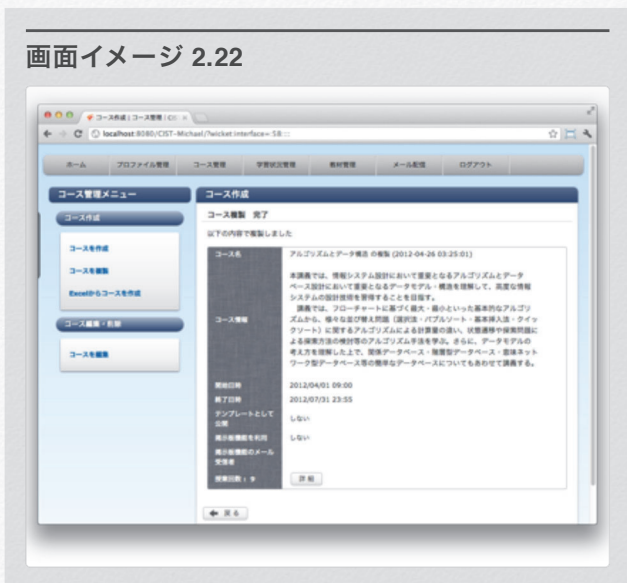 画面イメージ 2.22
コース作成 | コース管理 | CIS
localhost:8080/CIST-Michael/?wicket:interface=:58::::
ホーム
プロファイル管理
コース管理
学習状況管理
教材管理
メール配信
ログアウト
コース管理メニュー
コース作成
コースを作成
コースを複製
Excelからコースを作成
コース編集・削除
コースを編集
コース作成
コース複製 完了
以下の内容で複製しました
コース名
アルゴリズムとデータ構造 の複製 (2012-04-26 03:25:01)
コース情報
本講義では、情報システム設計において重要となるアルゴリズムとデータ
ベース設計において重要となるデータモデル・構造を理解して、高度な情報
システムの設計技術を習得することを目指す。
講義では、フローチャートに基づく最大・最小といった基本的なアルゴリ
ズムから、様々な並び替え問題（選択法・バブルソート・基本挿入法・クイッ
クソート）に関するアルゴリズムによる計算量の違い、状態遷移や探索問題に
よる探索方法の検討等のアルゴリズム手法を学ぶ。さらに、データモデルの
考え方を理解した上で、関係データベース・階層型データベース・意味ネット
ワーク型データベース等の簡単なデータベースについてもあわせて講義する。
開始日時
2012/04/01 09:00
終了日時
2012/07/31 23:55
テンプレートとして
公開
しない
掲示板機能を利用
しない
掲示板機能のメール
受信者
授業回数 : 9
詳細
戻る